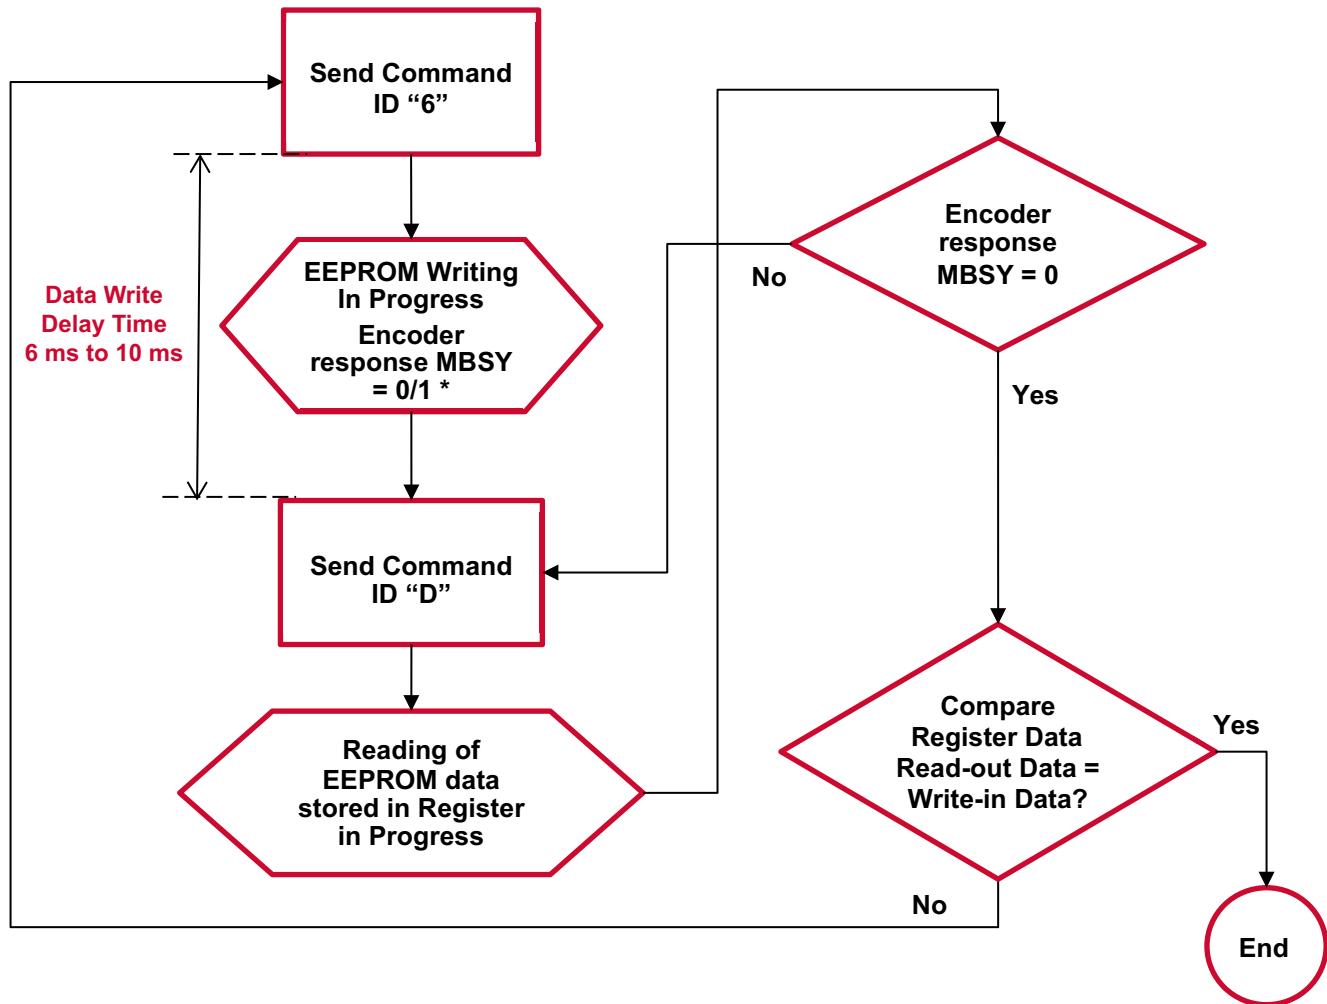 Send Command
ID “6”
Data Write
Delay Time
6 ms to 10 ms
EEPROM Writing
In Progress
Encoder
response MBSY
= 0/1 *
Send Command
ID “D”
Reading of
EEPROM data
stored in Register
in Progress
Encoder
response
MBSY = 0
No
Yes
Compare
Register Data
Read-out Data =
Write-in Data?
Yes
No
End